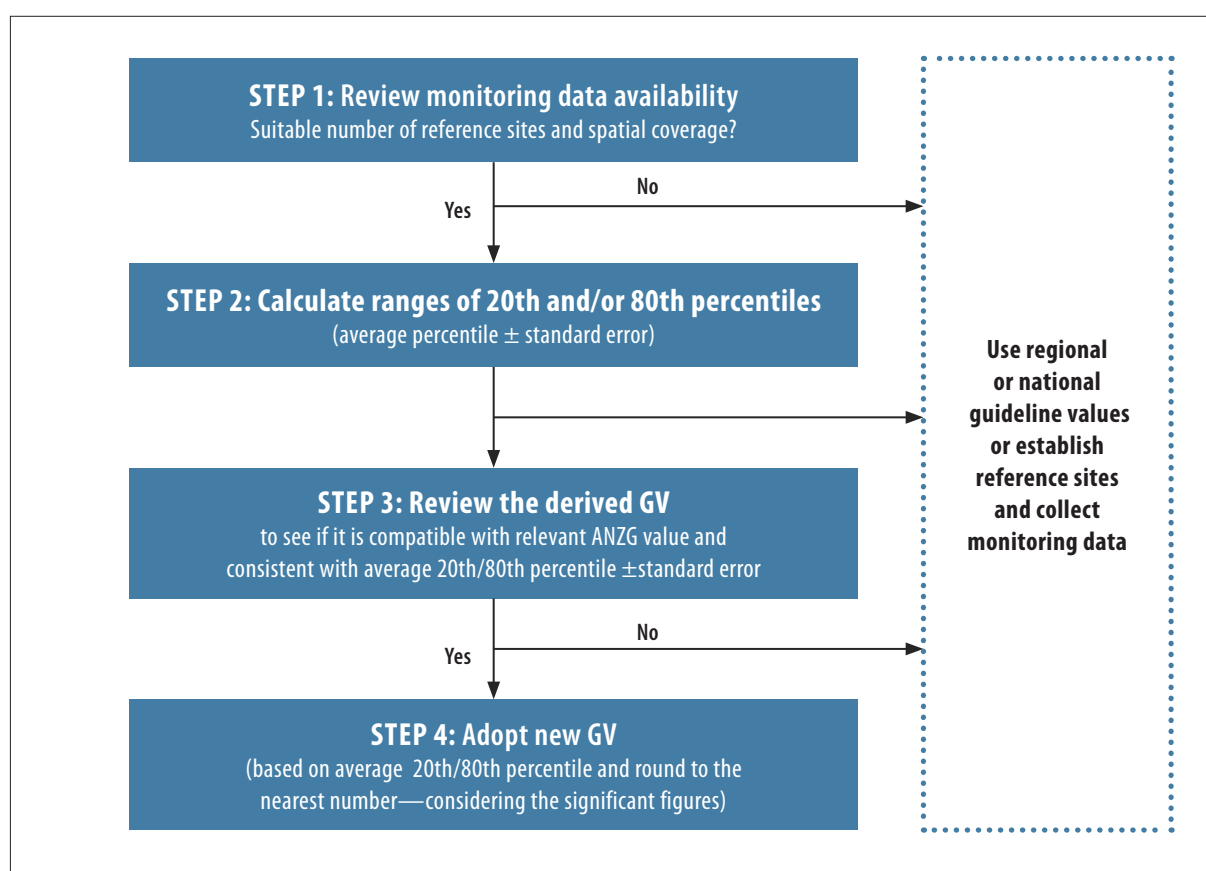 STEP 1: Review monitoring data availability
Suitable number of reference sites and spatial coverage?
No
Yes
STEP 2: Calculate ranges of 20th and/or 80th percentiles
(average percentile ± standard error)
Use regional
or national
guideline values
or establish
reference sites
and collect
monitoring data
STEP 3: Review the derived GV
to see if it is compatible with relevant ANZG value and
consistent with average 20th/80th percentile ±standard error
No
Yes
STEP 4: Adopt new GV
(based on average 20th/80th percentile and round to the
nearest number—considering the significant figures)